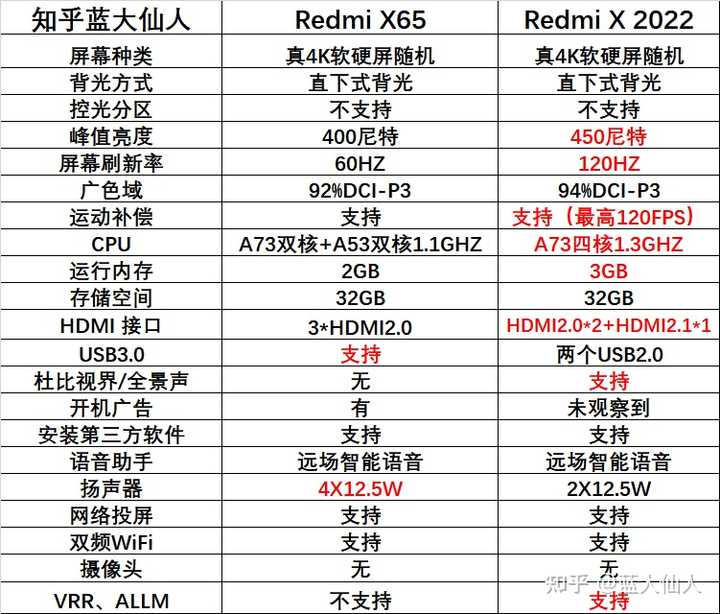 知乎蓝大仙人 Redmi X65 Redmi X 2022
屏幕种类 真4K软硬屏随机 真4K软硬屏随机
背光方式 直下式背光 直下式背光
控光分区 不支持 不支持
峰值亮度 400尼特 450尼特
屏幕刷新率 60HZ 120HZ
广色域 92%DCI-P3 94%DCI-P3
运动补偿 支持 支持（最高120FPS）
CPU A73双核+A53双核1.1GHZ A73四核1.3GHZ
运行内存 2GB 3GB
存储空间 32GB 32GB
HDMI 接口 3*HDMI2.0 HDMI2.0*2+HDMI2.1*1
USB3.0 支持 两个USB2.0
杜比视界/全景声 无 支持
开机广告 有 未观察到
安装第三方软件 支持 支持
语音助手 远场智能语音 远场智能语音
扬声器 4X12.5W 2X12.5W
网络投屏 支持 支持
双频WiFi 支持 支持
摄像头 无 无
VRR、ALLM 不支持 支持
知乎 @蓝大仙人